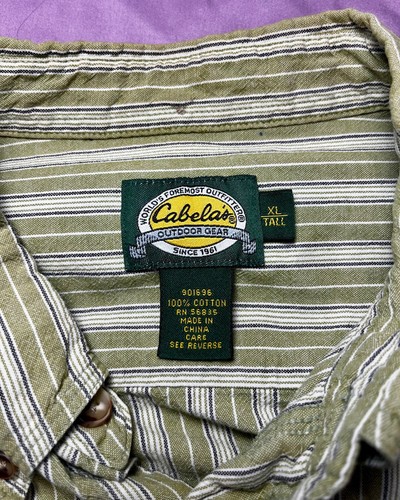 WORLD'S FOREMOST OUTFITTER®
Cabela's®
OUTDOOR GEAR
SINCE 1961
XL
TALL
901696
100% COTTON
RN 56835
MADE IN
CHINA
CARE
SEE REVERSE